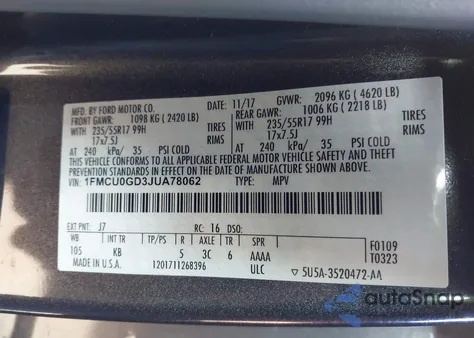 MFD. BY FORD MOTOR CO.
11/17 GVWR: 2096 KG (4620 LB)
FRONT GAWR: 1098 KG (2420 LB) REAR GAWR: 1006 KG (2218 LB)
WITH 235/55R17 99H TIRES WITH 235/55R17 99H TIRES
17x7.5J RIMS 17x7.5J RIMS
AT 240 kPa/ 35 PSI COLD AT 240 kPa/ 35 PSI COLD
THIS VEHICLE CONFORMS TO ALL APPLICABLE FEDERAL MOTOR VEHICLE SAFETY AND THEFT
PREVENTION STANDARDS IN EFFECT ON THE DATE OF MANUFACTURE SHOWN ABOVE.
VIN: 1FMCU0GD3JUA78062 TYPE: MPV
EXT PNT: J7 RC: 16 DSO:
WB INT TR TP/PS R AXLE TR SPR
105 KB 5 3C 6 AAAA
F0109
T0323
MADE IN U.S.A. 1201711268396 ULC 5U5A-3520472-AA
autoSnap